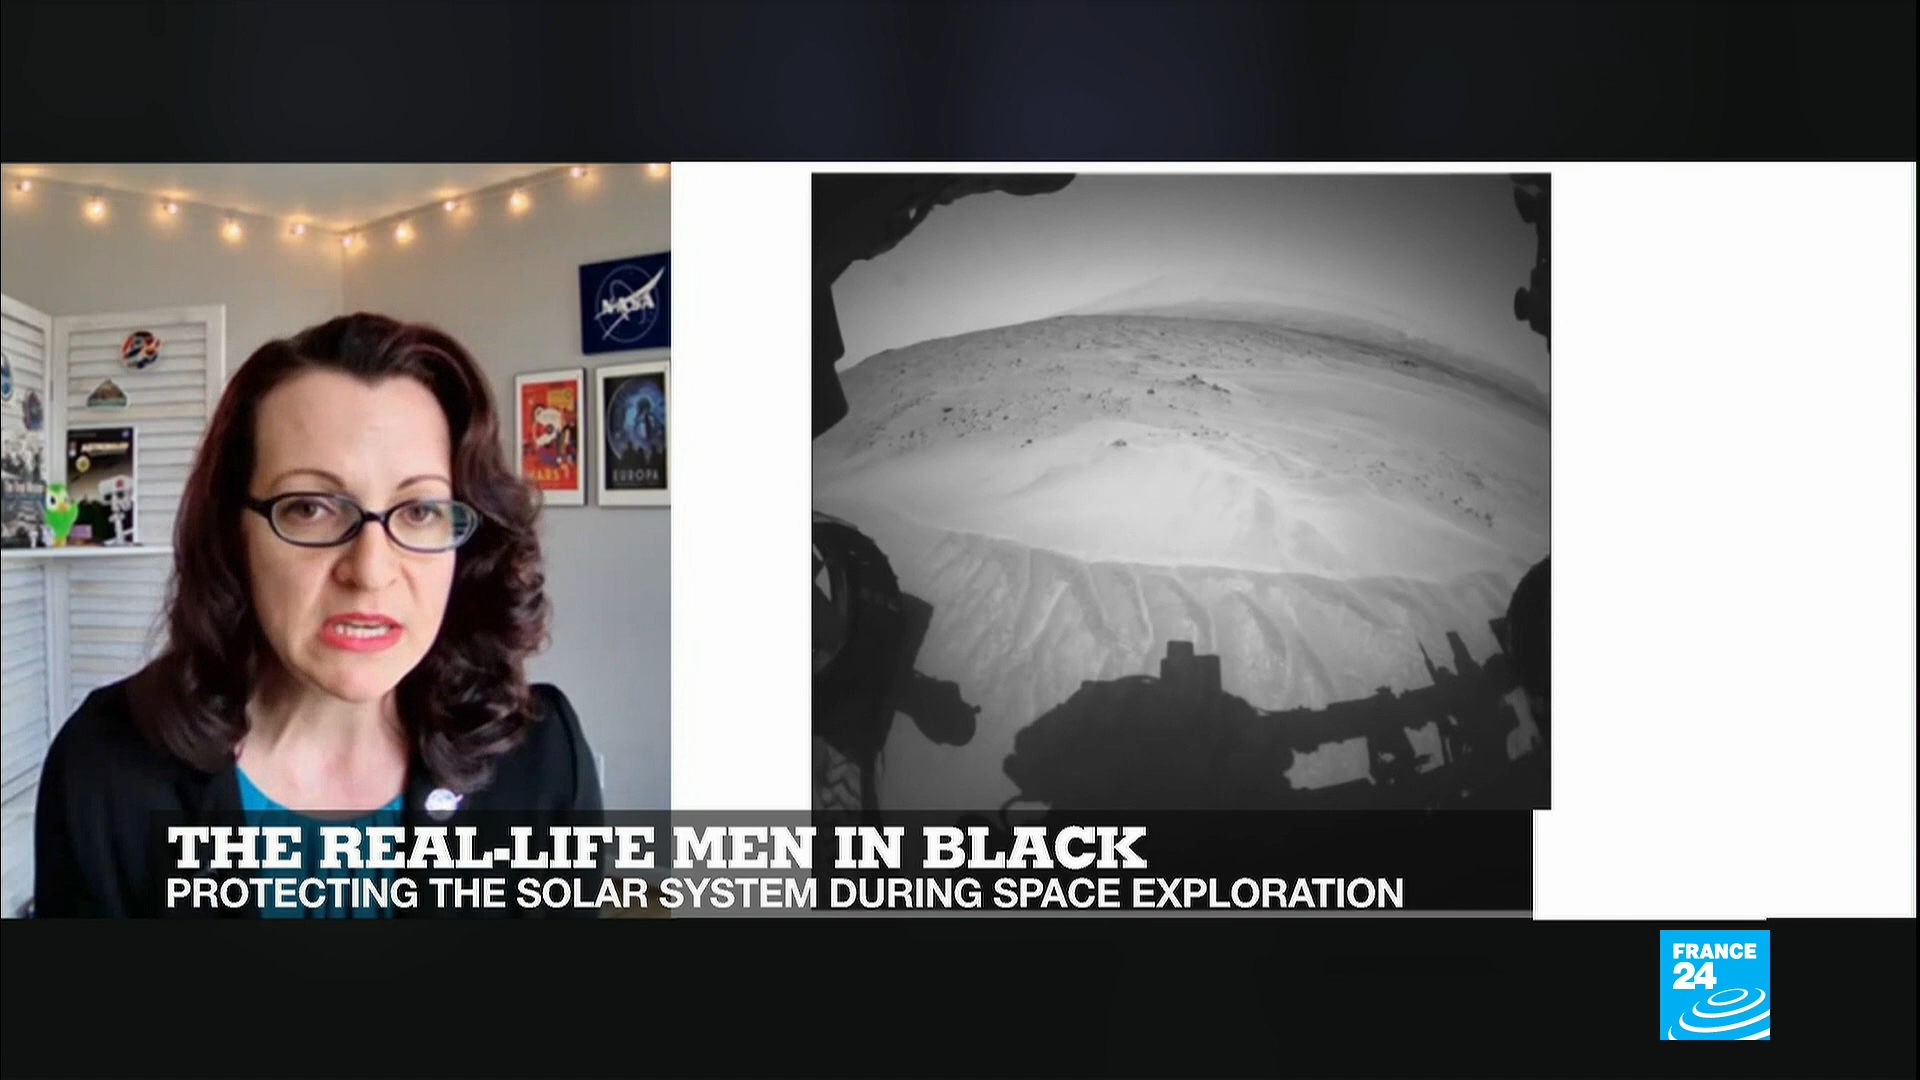 NASA
MARS
EUROPA
THE REAL-LIFE MEN IN BLACK
PROTECTING THE SOLAR SYSTEM DURING SPACE EXPLORATION
FRANCE
24